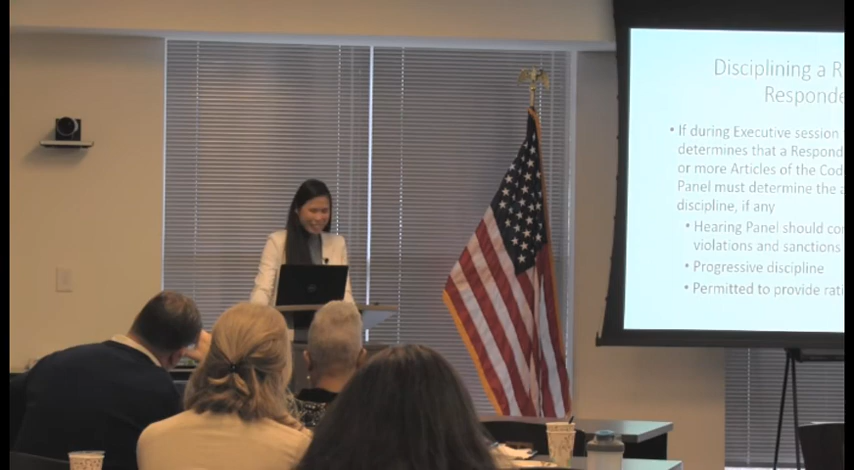 Disciplining a R
Responde
• If during Executive session
determines that a Respond
or more Articles of the Cod
Panel must determine the a
discipline, if any
• Hearing Panel should co
violations and sanctions
• Progressive discipline
• Permitted to provide rati